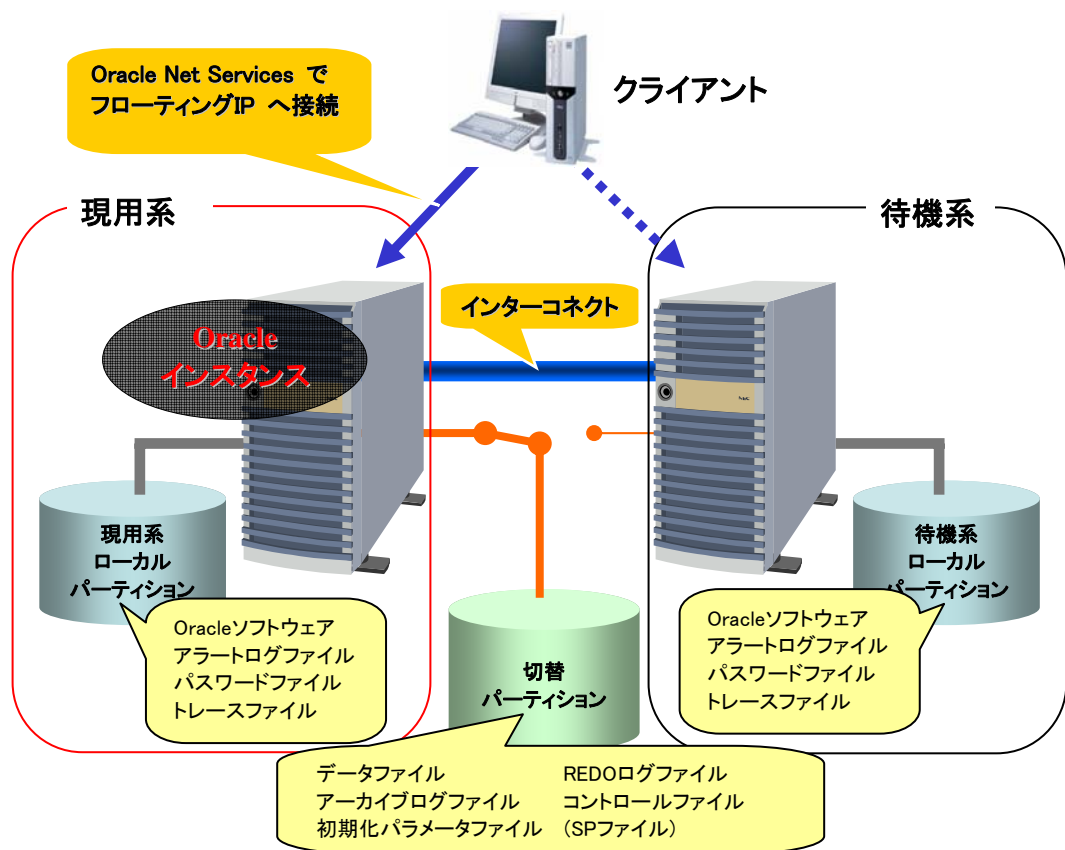 Oracle Net Services で
フローティングIP へ接続
クライアント
現用系
待機系
インターコネクト
Oracle
インスタンス
現用系
ローカル
パーティション
待機系
ローカル
パーティション
Oracleソフトウェア
アラートログファイル
パスワードファイル
トレースファイル
Oracleソフトウェア
アラートログファイル
パスワードファイル
トレースファイル
切替
パーティション
データファイル REDOログファイル
アーカイブログファイル コントロールファイル
初期化パラメータファイル (SPファイル)